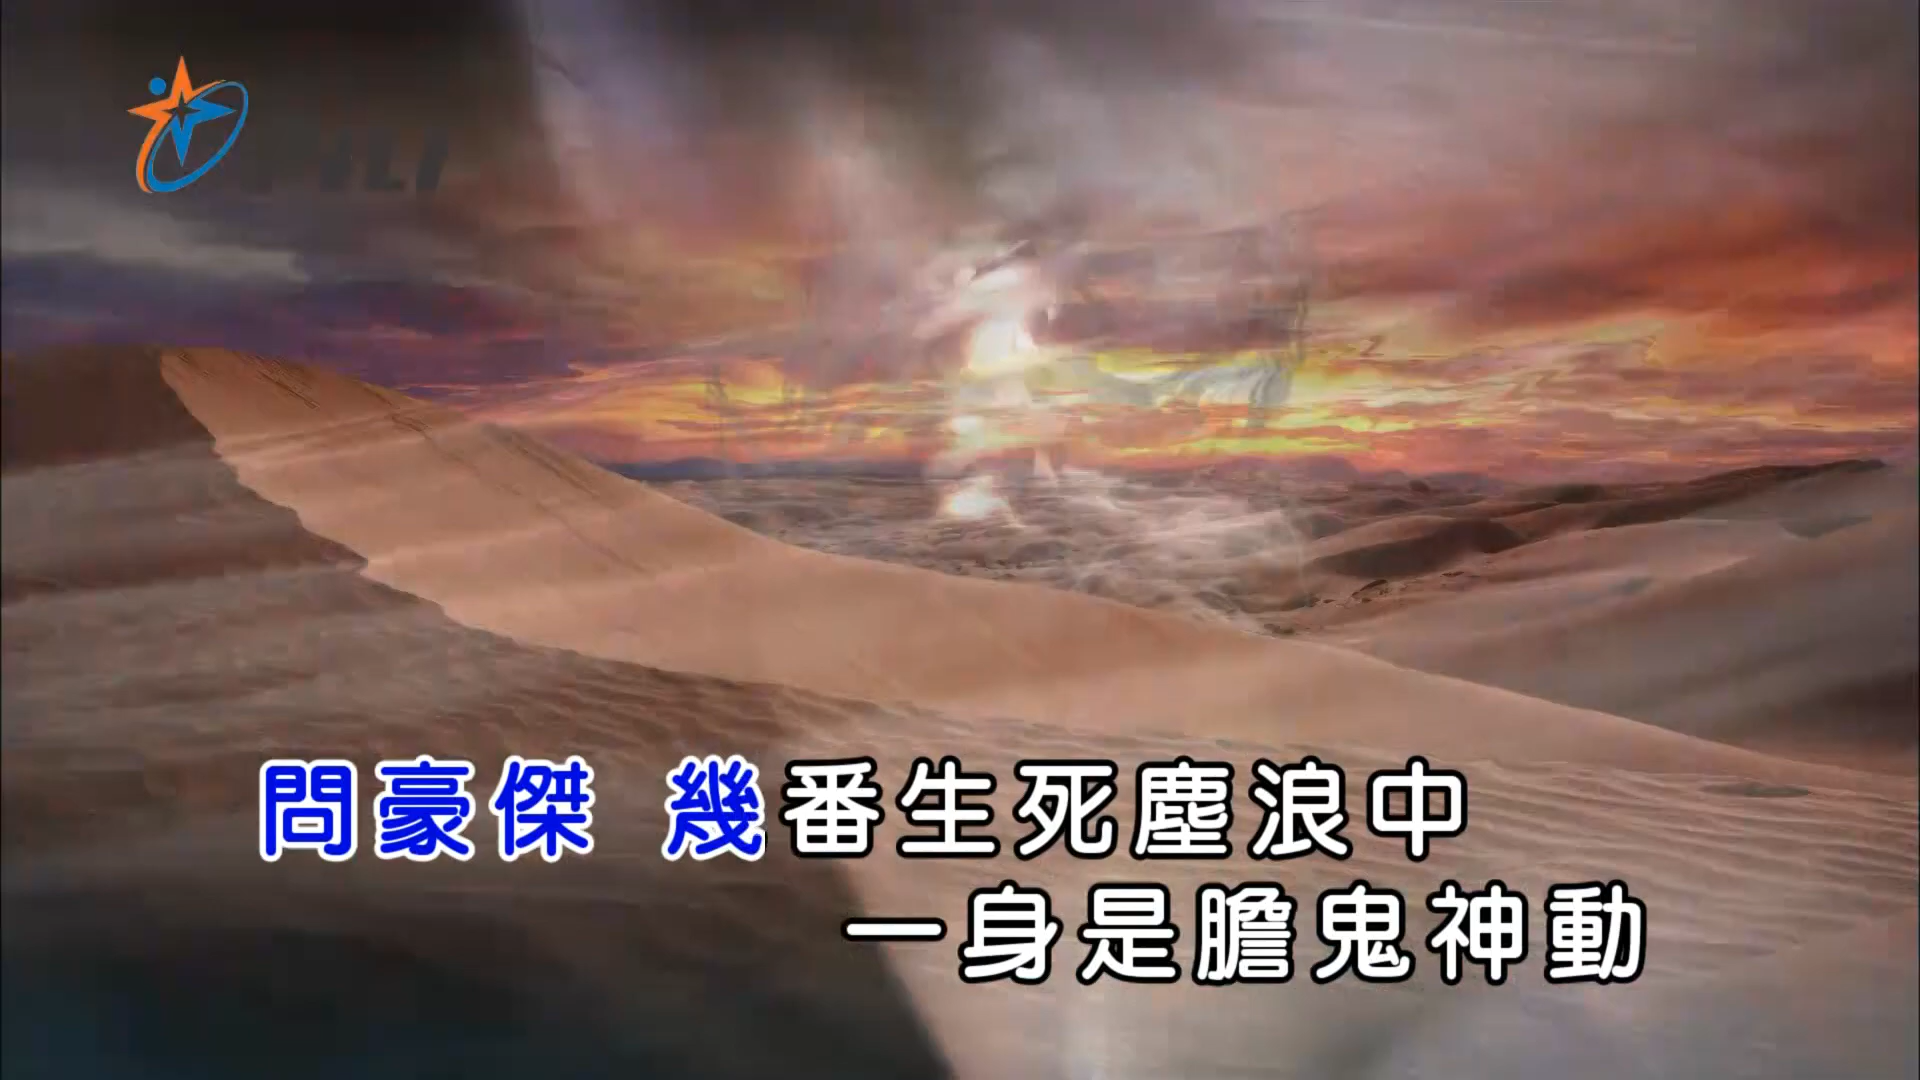 問豪傑 幾番生死塵浪中
一身是膽鬼神動